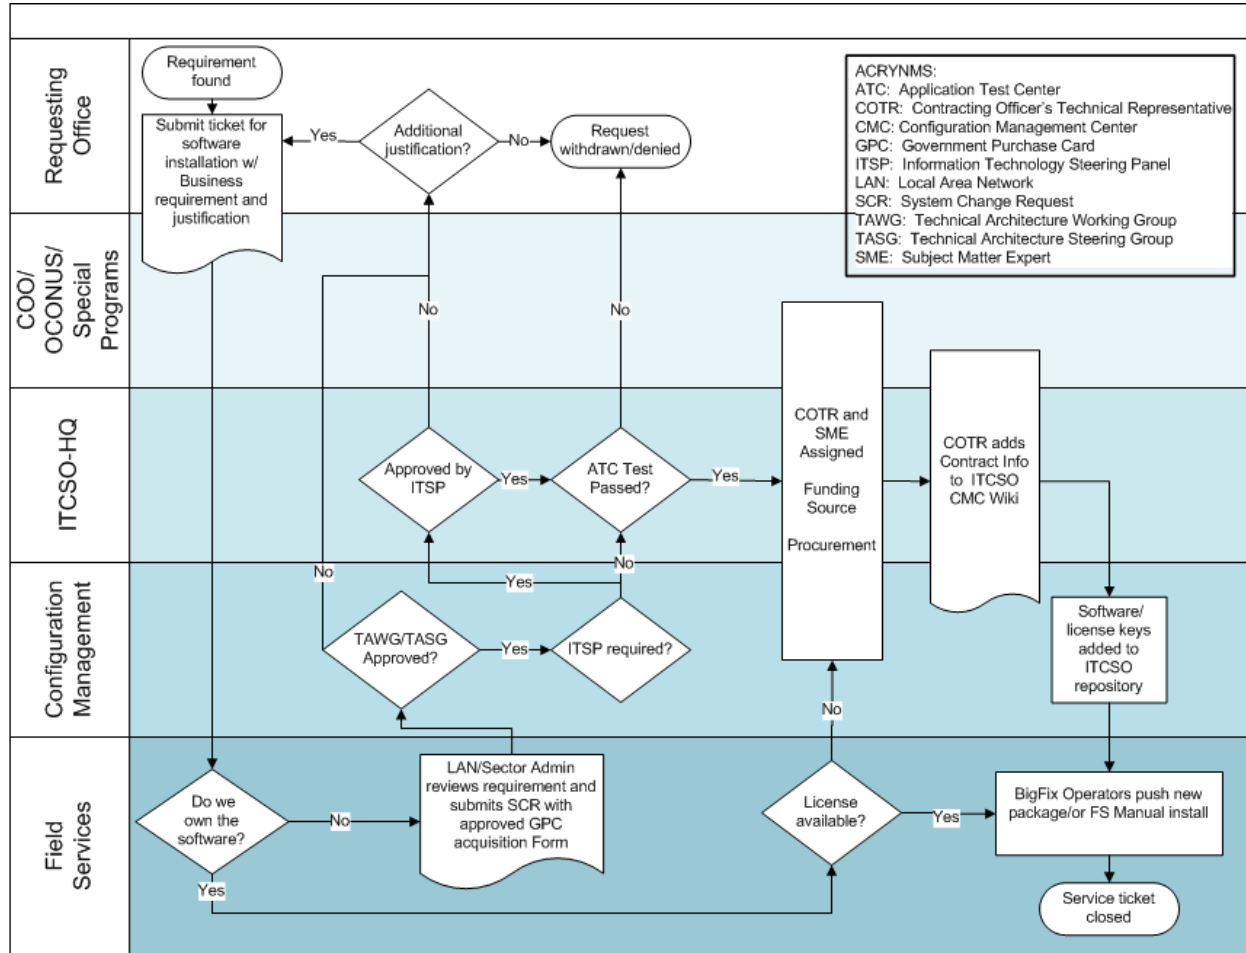 Requesting
Office
Requirement
found
Submit ticket for
software
installation w/
Business
requirement and
justification
Yes
Additional
justification?
No
Request
withdrawn/denied
ACRYNMS:
ATC:  Application Test Center
COTR:  Contracting Officer's Technical Representative
CMC: Configuration Management Center
GPC:  Government Purchase Card
ITSP:  Information Technology Steering Panel
LAN:  Local Area Network
SCR:  System Change Request
TAWG:  Technical Architecture Working Group
TASG:  Technical Architecture Steering Group
SME:  Subject Matter Expert
COO/
OCONUS/
Special
Programs
No
No
ITCSO-HQ
Approved by
ITSP
Yes
ATC Test
Passed?
Yes
COTR and
SME
Assigned
Funding
Source
Procurement
COTR adds
Contract Info
to  ITCSO
CMC Wiki
Configuration
Management
No
Yes
No
TAWG/TASG
Approved?
Yes
ITSP required?
Software/
license keys
added to
ITCSO
repository
No
Field
Services
Do we
own the
software?
No
Yes
LAN/Sector Admin
reviews requirement and
submits SCR with
approved GPC
acquisition Form
License
available?
Yes
BigFix Operators push new
package/or FS Manual install
Service ticket
closed